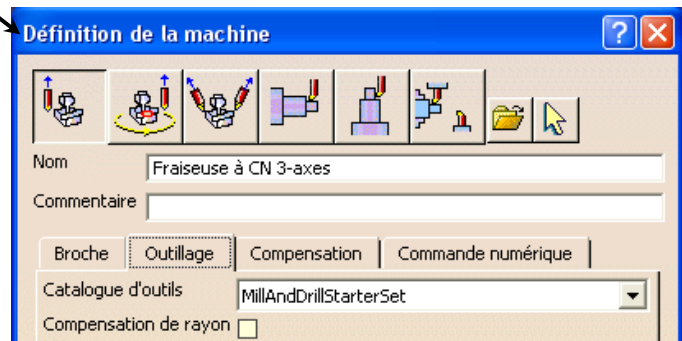 Définition de la machine
Nom Fraiseuse à CN 3-axes
Commentaire
Broche Outillage Compensation Commande numérique
Catalogue d'outils MillAndDrillStarterSet
Compensation de rayon